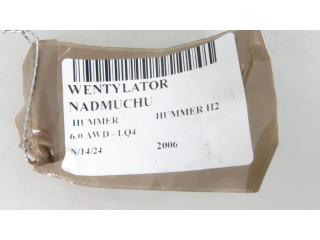 WENTYLATOR
NADMUCHU
HUMMER HUMMER H2
6.0 AWD - LQ4
N/14/24 2006